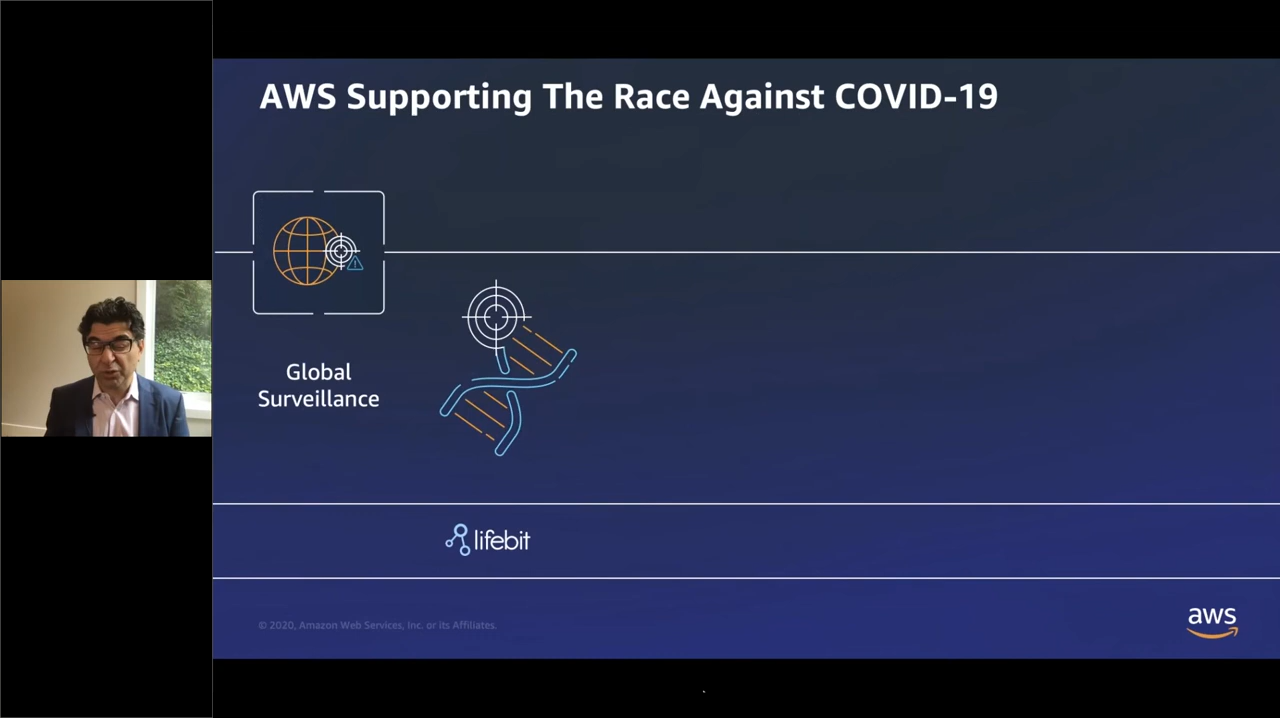 AWS Supporting The Race Against COVID-19
Global
Surveillance
lifebit
© 2020, Amazon Web Services, Inc. or its Affiliates.
aws